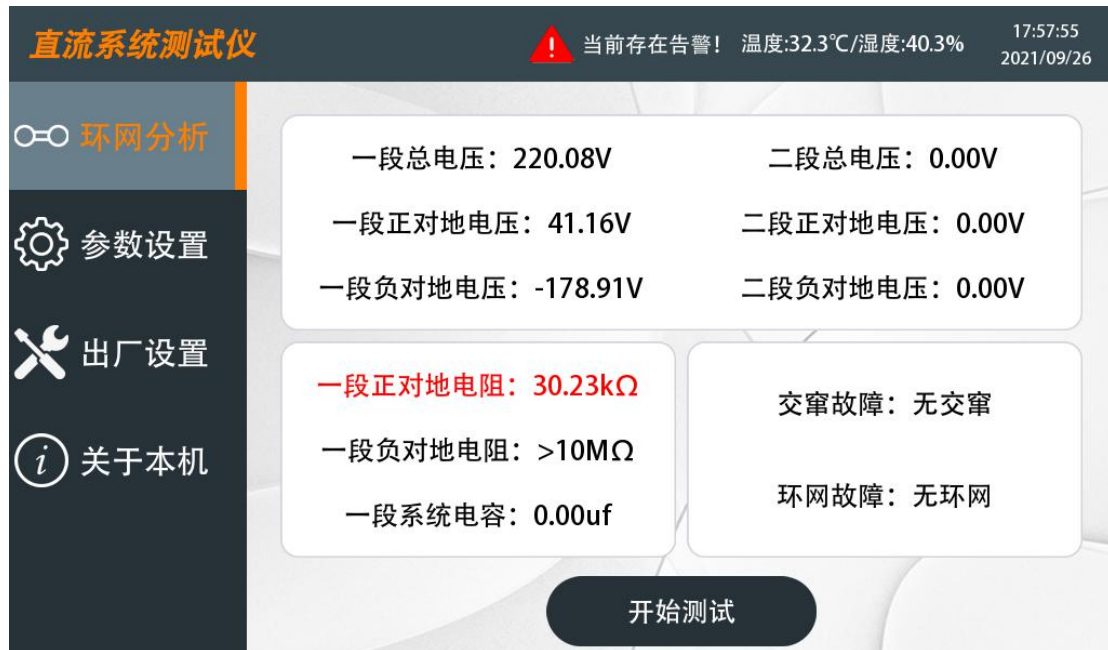 直流系统测试仪
当前存在告警! 温度:32.3℃/湿度:40.3%
17:57:55
2021/09/26
环网分析
参数设置
出厂设置
关于本机
一段总电压：220.08V
二段总电压：0.00V
一段正对地电压：41.16V
二段正对地电压：0.00V
一段负对地电压：-178.91V
二段负对地电压：0.00V
一段正对地电阻：30.23kΩ
一段负对地电阻：>10MΩ
一段系统电容：0.00uf
交窜故障：无交窜
环网故障：无环网
开始测试